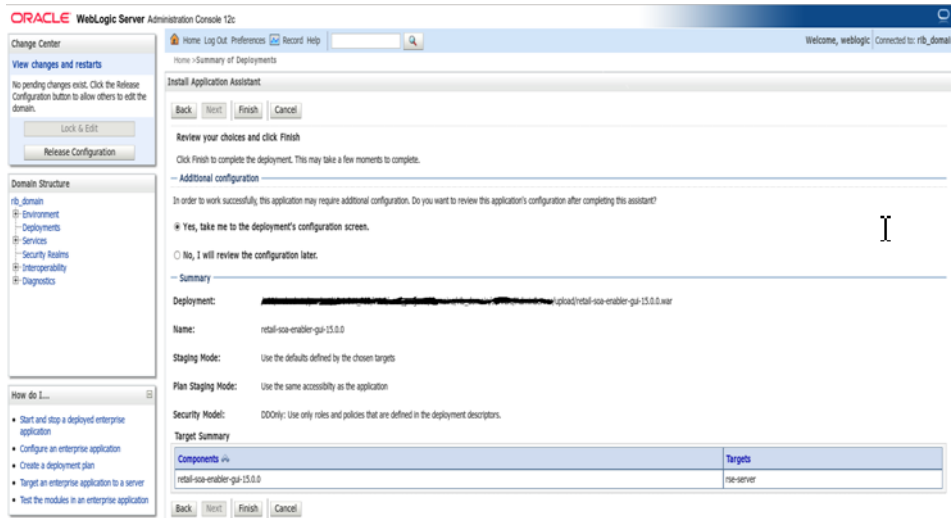 ORACLE WebLogic Server Administration Console 12c
Change Center
View changes and restarts
No pending changes exist. Click the Release
Configuration button to allow others to edit the
domain.
Lock & Edit
Release Configuration
Domain Structure
rib_domain
Environment
Deployments
Services
Security Realms
Interoperability
Diagnostics
How do I...
Start and stop a deployed enterprise
application
Configure an enterprise application
Create a deployment plan
Target an enterprise application to a server
Test the modules in an enterprise application
Home Log Out Preferences Record Help
Welcome, weblogic Connected to: rib_domai
Home >Summary of Deployments
Install Application Assistant
Back Next Finish Cancel
Review your choices and click Finish
Click Finish to complete the deployment. This may take a few moments to complete.
Additional configuration
In order to work successfully, this application may require additional configuration. Do you want to review this application's configuration after completing this assistant?
Yes, take me to the deployment's configuration screen.
No, I will review the configuration later.
Summary
Deployment: /upload/retail-soa-enabler-gui-15.0.0.war
Name: retail-soa-enabler-gui-15.0.0
Staging Mode: Use the defaults defined by the chosen targets
Plan Staging Mode: Use the same accessibilty as the application
Security Model: DDOnly: Use only roles and policies that are defined in the deployment descriptors.
Target Summary
Components Targets
retail-soa-enabler-gui-15.0.0 rse-server
Back Next Finish Cancel